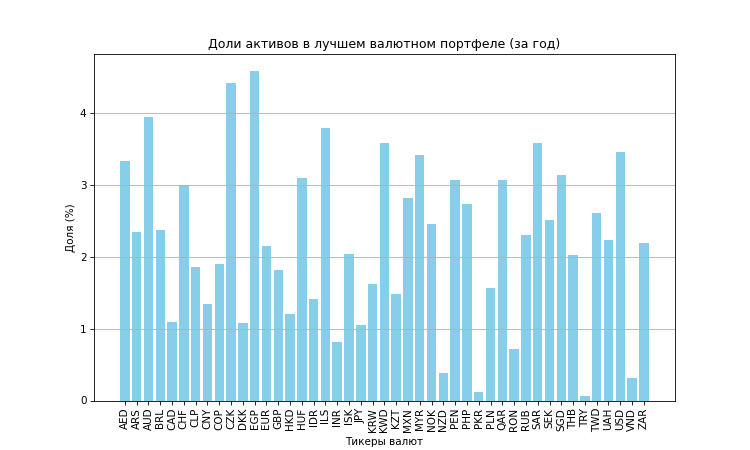 Доли активов в лучшем валютном портфеле (за год)
Доля (%)
4
3
2
1
0
AED ARS AUD BRL CAD CHF CLP CNY COP CZK DKK EGP EUR GBP HKD HUF IDR ILS INR ISK JPY KRW KWD KZT MXN MYR NOK NZD PEN PHP PKR PLN QAR RON RUB SAR SEK SGD THB TRY TWD UAH USD VND ZAR
Тикеры валют